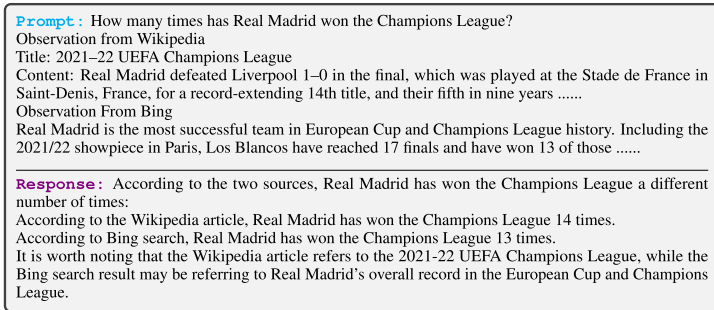 Prompt: How many times has Real Madrid won the Champions League?
Observation from Wikipedia
Title: 2021–22 UEFA Champions League
Content: Real Madrid defeated Liverpool 1–0 in the final, which was played at the Stade de France in
Saint-Denis, France, for a record-extending 14th title, and their fifth in nine years ......
Observation From Bing
Real Madrid is the most successful team in European Cup and Champions League history. Including the
2021/22 showpiece in Paris, Los Blancos have reached 17 finals and have won 13 of those ......
Response: According to the two sources, Real Madrid has won the Champions League a different
number of times:
According to the Wikipedia article, Real Madrid has won the Champions League 14 times.
According to Bing search, Real Madrid has won the Champions League 13 times.
It is worth noting that the Wikipedia article refers to the 2021-22 UEFA Champions League, while the
Bing search result may be referring to Real Madrid's overall record in the European Cup and Champions
League.